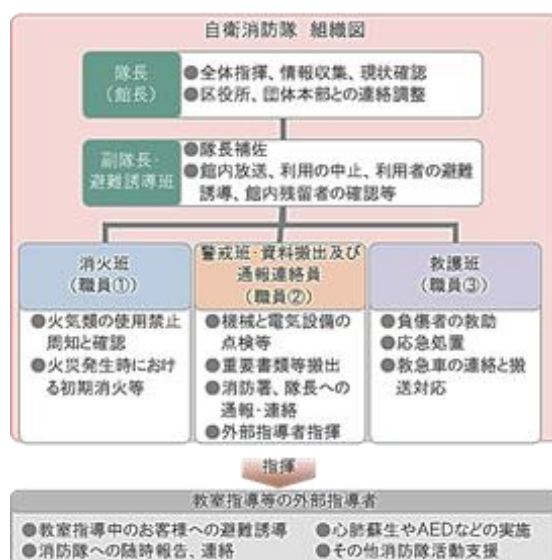 自衛消防隊 組織図
隊長
(館長)
●全体指揮、情報収集、現状確認
●区役所、団体本部との連絡調整
副隊長・
避難誘導班
●隊長補佐
●館内放送、利用の中止、利用者の避難
誘導、館内残留者の確認等
消火班
(職員①)
●火気類の使用禁止
周知と確認
●火災発生時におけ
る初期消火等
警戒班・資料搬出及び
通報連絡員
(職員②)
●機械と電気設備の
点検等
●重要書類等搬出
●消防署、隊長への
通報・連絡
●外部指導者指揮
救護班
(職員③)
●負傷者の救助
●応急処置
●救急車の連絡と搬
送対応
指揮
教室指導等の外部指導者
●教室指導中のお客様への避難誘導
●消防隊への随時報告、連絡
●心肺蘇生やAEDなどの実施
●その他消防隊活動支援